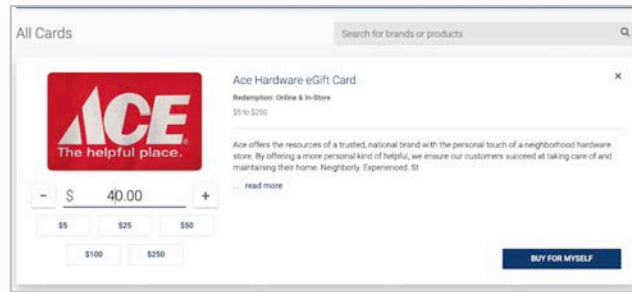 All Cards
Search for brands or products
ACE
The helpful place.
- $ 40.00 +
$5 $25 $50
$100 $250
Ace Hardware eGift Card
Redemption: Online & In-Store
$5 to $250
Ace offers the resources of a trusted, national brand with the personal touch of a neighborhood hardware
store. By offering a more personal kind of helpful, we ensure our customers succeed at taking care of and
maintaining their home. Neighborly. Experienced. St
... read more
BUY FOR MYSELF